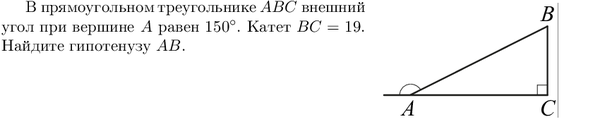 В прямоугольном треугольнике ABC внешний
угол при вершине A равен 150°. Катет BC = 19.
Найдите гипотенузу AB.
B
A
C